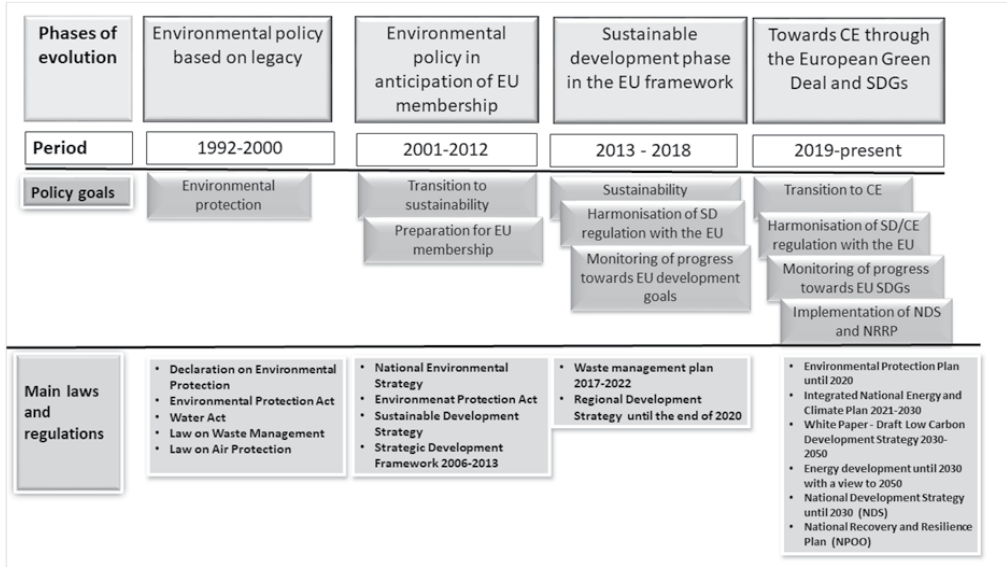 Phases of
evolution
Environmental policy
based on legacy
Environmental
policy in
anticipation of EU
membership
Sustainable
development phase
in the EU framework
Towards CE through
the European Green
Deal and SDGs
Period
1992-2000
2001-2012
2013 - 2018
2019-present
Policy goals
Environmental
protection
Transition to
sustainability
Preparation for EU
membership
Sustainability
Harmonisation of SD
regulation with the EU
Monitoring of progress
towards EU development
goals
Transition to CE
Harmonisation of SD/CE
regulation with the EU
Monitoring of progress
towards EU SDGs
Implementation of NDS
and NRRP
Main laws
and
regulations
• Declaration on Environmental
Protection
• Environmental Protection Act
• Water Act
• Law on Waste Management
• Law on Air Protection
• National Environmental
Strategy
• Environmenat Protection Act
• Sustainable Development
Strategy
• Strategic Development
Framework 2006-2013
• Waste management plan
2017-2022
• Regional Development
Strategy until the end of 2020
• Environmental Protection Plan
until 2020
• Integrated National Energy and
Climate Plan 2021-2030
• White Paper - Draft Low Carbon
Development Strategy 2030-
2050
• Energy development until 2030
with a view to 2050
• National Development Strategy
until 2030 (NDS)
• National Recovery and Resilience
Plan (NPOO)